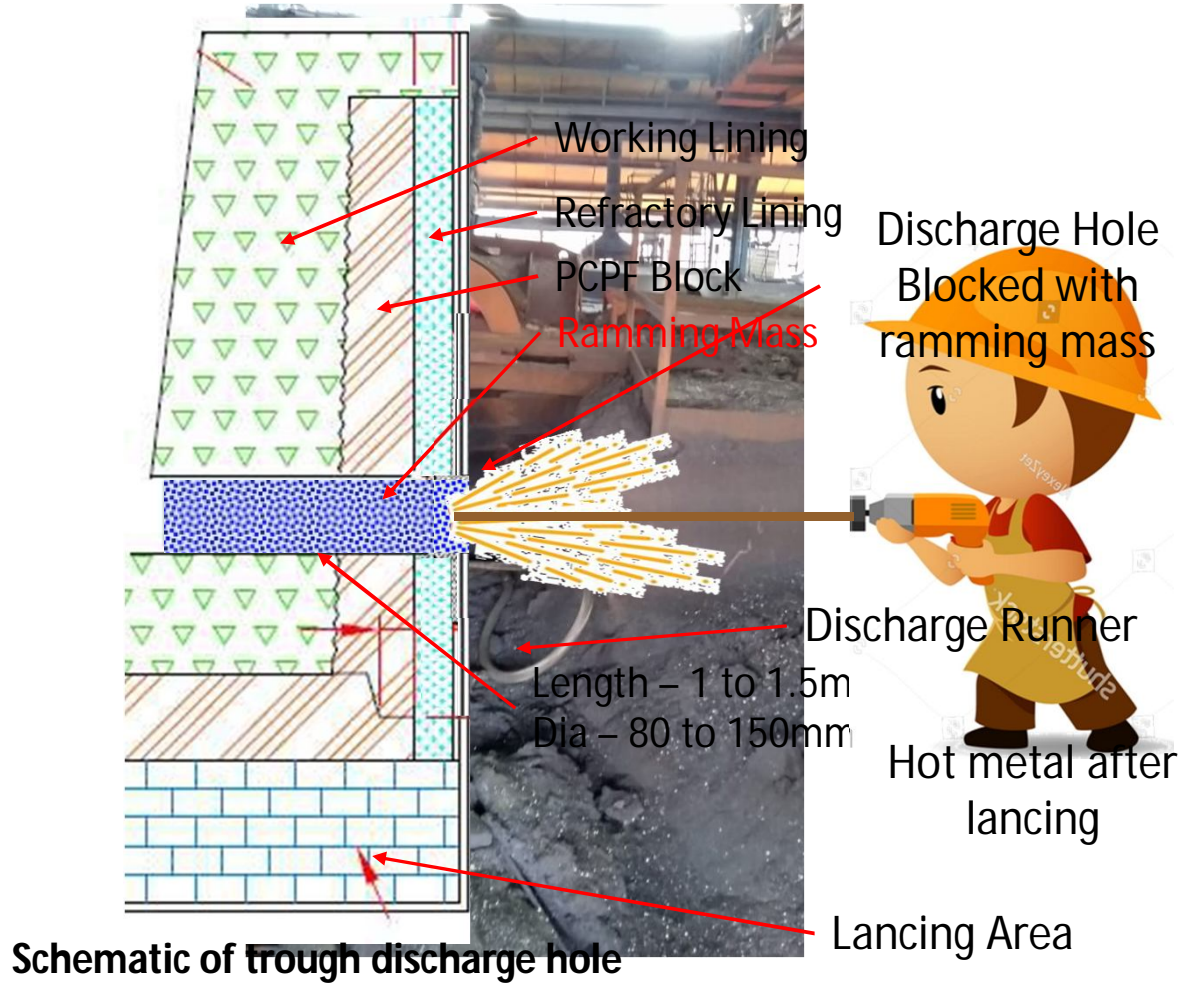 Working Lining
Refractory Lining
PCPF Block
Ramming Mass
Discharge Hole
Blocked with
ramming mass
Discharge Runner
Length – 1 to 1.5m
Dia – 80 to 150mm
Hot metal after
lancing
Lancing Area
Schematic of trough discharge hole